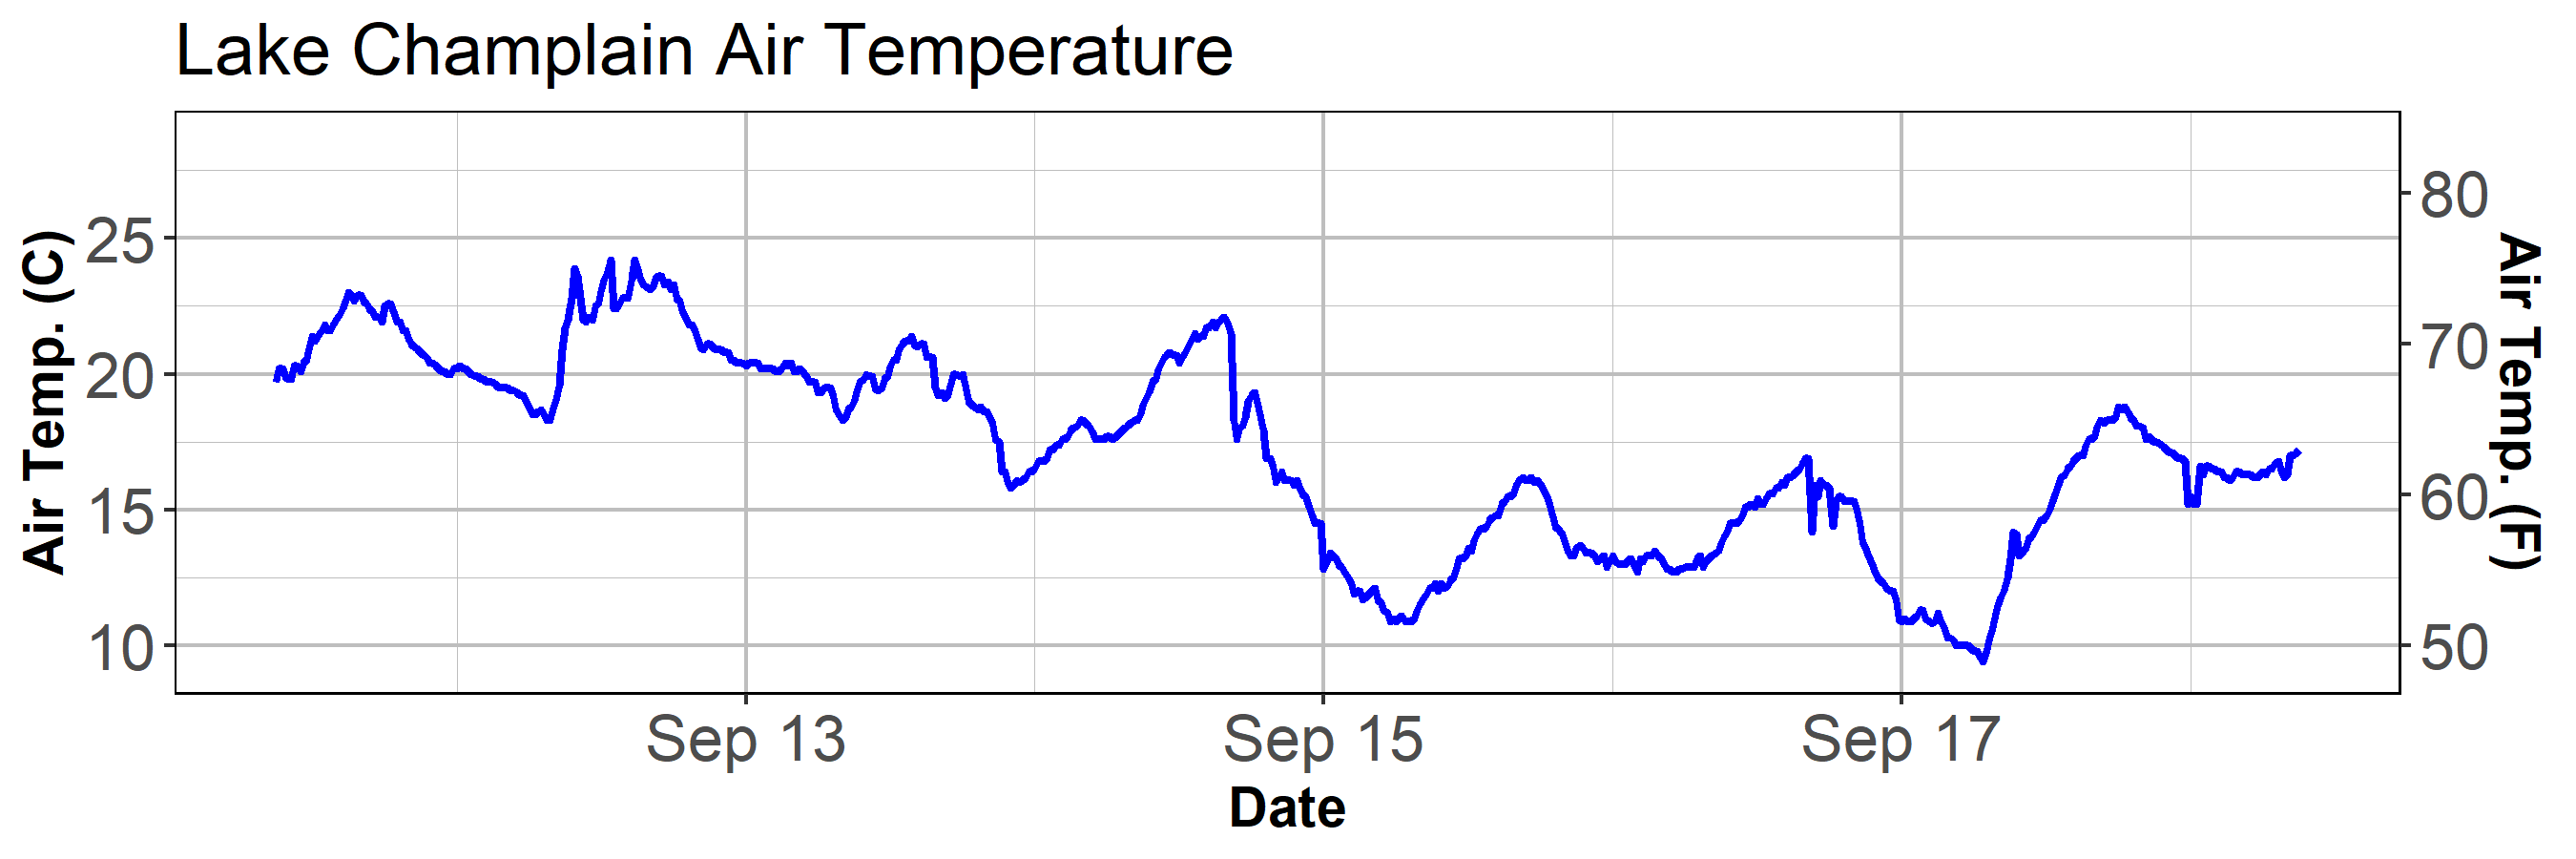 Lake Champlain Air Temperature
Air Temp. (C)
25
20
15
10
80
70
60
50
Air Temp. (F)
Sep 13
Sep 15
Sep 17
Date